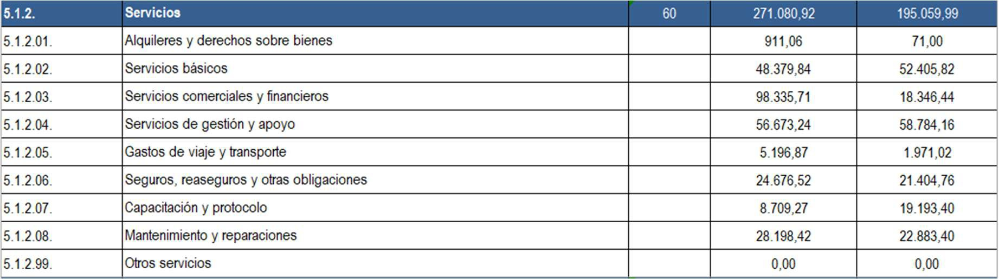 5.1.2. Servicios 60 271.080,92 195.059,99
5.1.2.01. Alquileres y derechos sobre bienes 911,06 71,00
5.1.2.02. Servicios básicos 48.379,84 52.405,82
5.1.2.03. Servicios comerciales y financieros 98.335,71 18.346,44
5.1.2.04. Servicios de gestión y apoyo 56.673,24 58.784,16
5.1.2.05. Gastos de viaje y transporte 5.196,87 1.971,02
5.1.2.06. Seguros, reaseguros y otras obligaciones 24.676,52 21.404,76
5.1.2.07. Capacitación y protocolo 8.709,27 19.193,40
5.1.2.08. Mantenimiento y reparaciones 28.198,42 22.883,40
5.1.2.99. Otros servicios 0,00 0,00